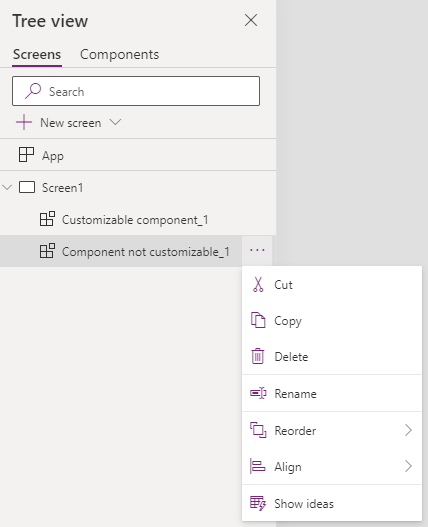 Tree view
Screens Components
Search
New screen
App
Screen1
Customizable component_1
Component not customizable_1 ...
Cut
Copy
Delete
Rename
Reorder
Align
Show ideas